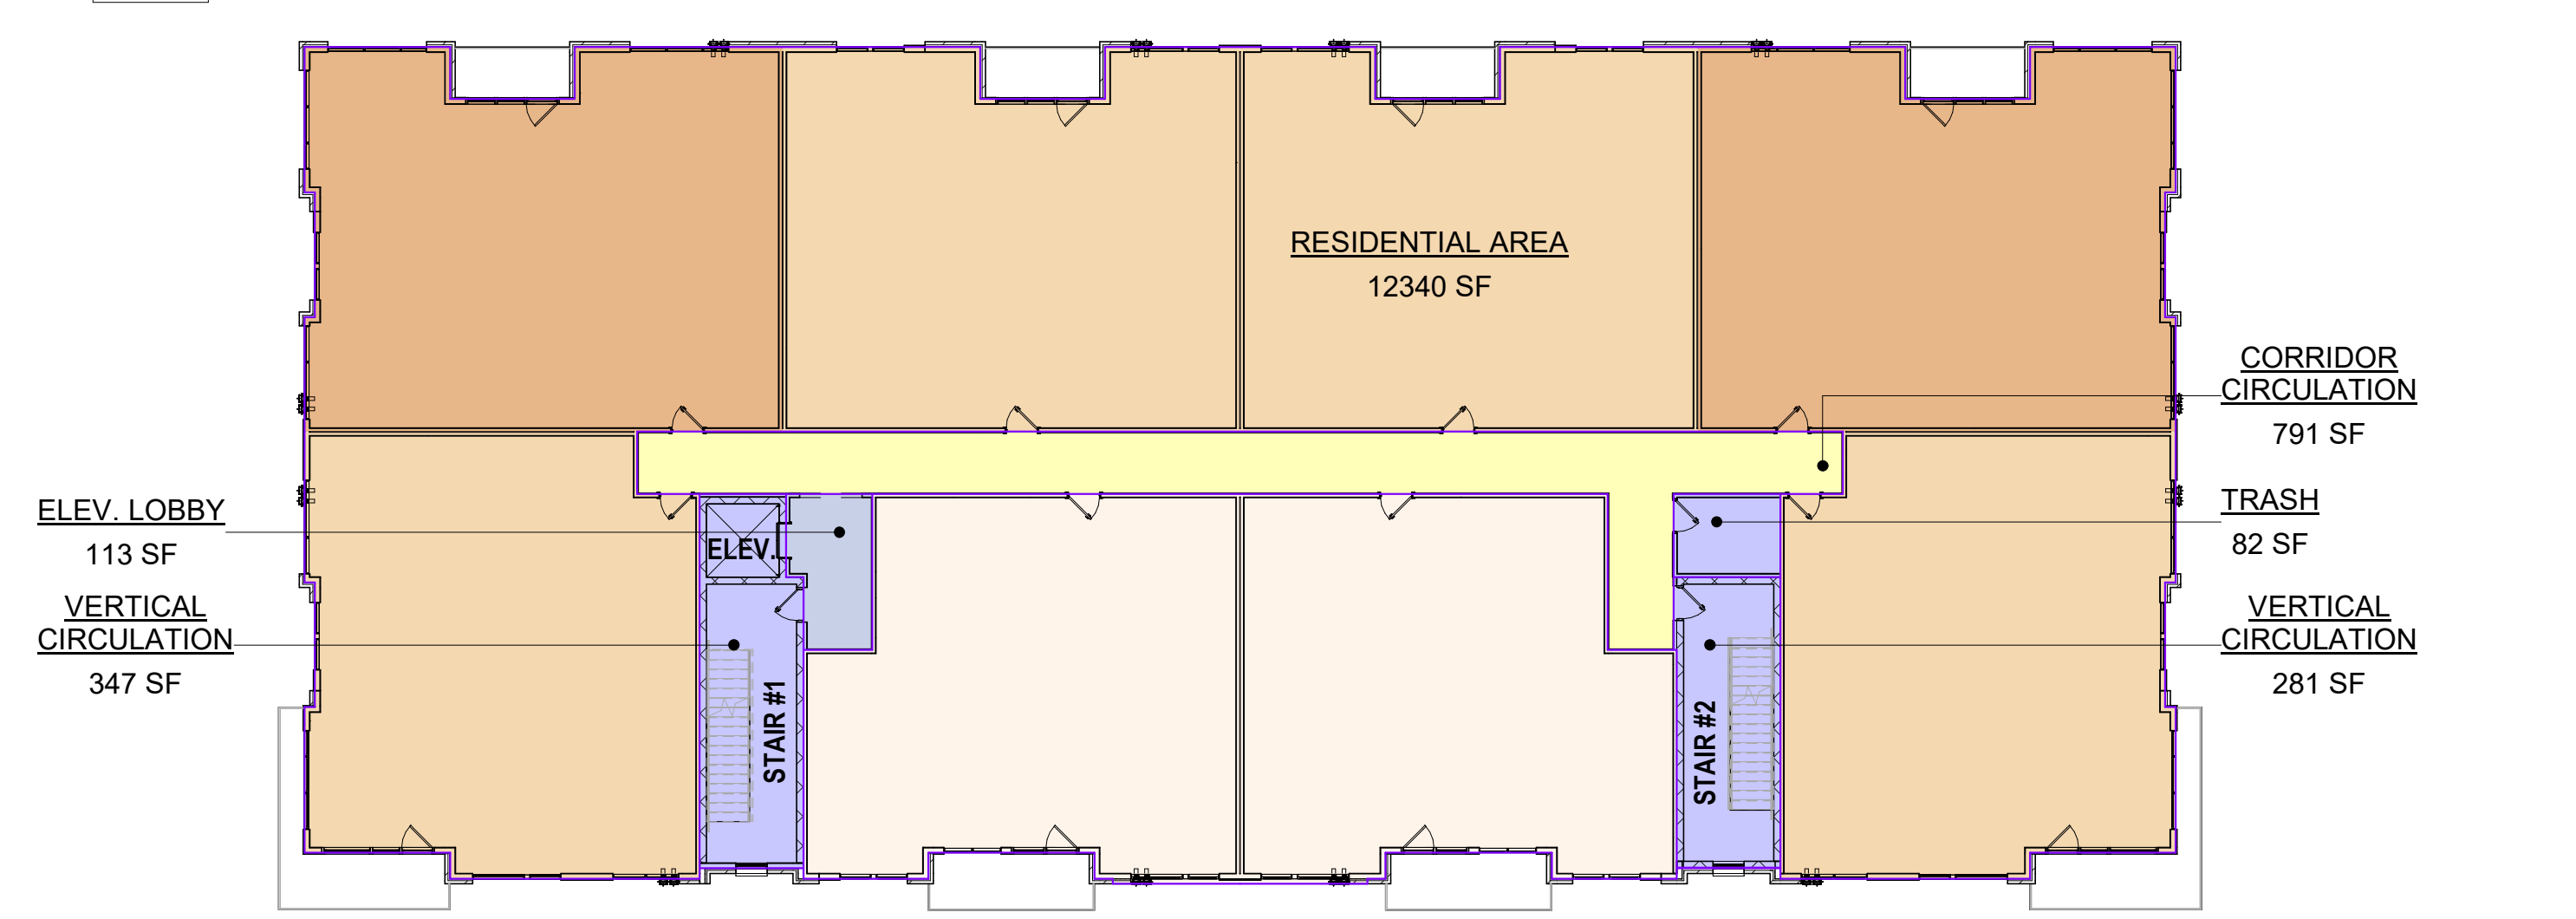 RESIDENTIAL AREA
12340 SF
CORRIDOR
CIRCULATION
791 SF
ELEV. LOBBY
113 SF
ELEV.
TRASH
82 SF
VERTICAL
CIRCULATION
347 SF
STAIR #1
STAIR #2
VERTICAL
CIRCULATION
281 SF